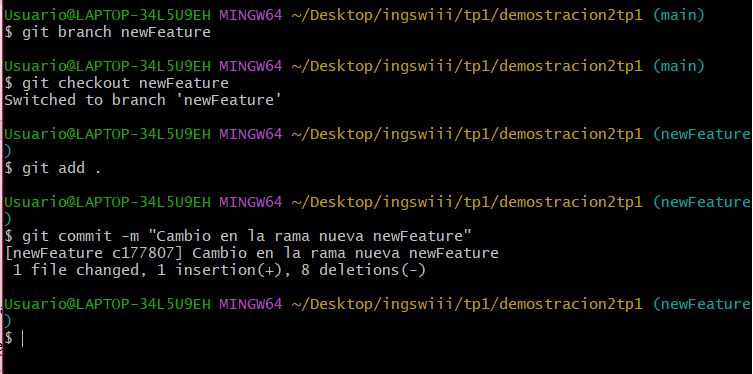 Usuario@LAPTOP-34L5U9EH MINGW64 ~/Desktop/ingswiii/tp1/demostracion2tp1 (main)
$ git branch newFeature
Usuario@LAPTOP-34L5U9EH MINGW64 ~/Desktop/ingswiii/tp1/demostracion2tp1 (main)
$ git checkout newFeature
Switched to branch 'newFeature'
Usuario@LAPTOP-34L5U9EH MINGW64 ~/Desktop/ingswiii/tp1/demostracion2tp1 (newFeature
)
$ git add .
Usuario@LAPTOP-34L5U9EH MINGW64 ~/Desktop/ingswiii/tp1/demostracion2tp1 (newFeature
)
$ git commit -m "Cambio en la rama nueva newFeature"
[newFeature c177807] Cambio en la rama nueva newFeature
 1 file changed, 1 insertion(+), 8 deletions(-)
Usuario@LAPTOP-34L5U9EH MINGW64 ~/Desktop/ingswiii/tp1/demostracion2tp1 (newFeature
)
$